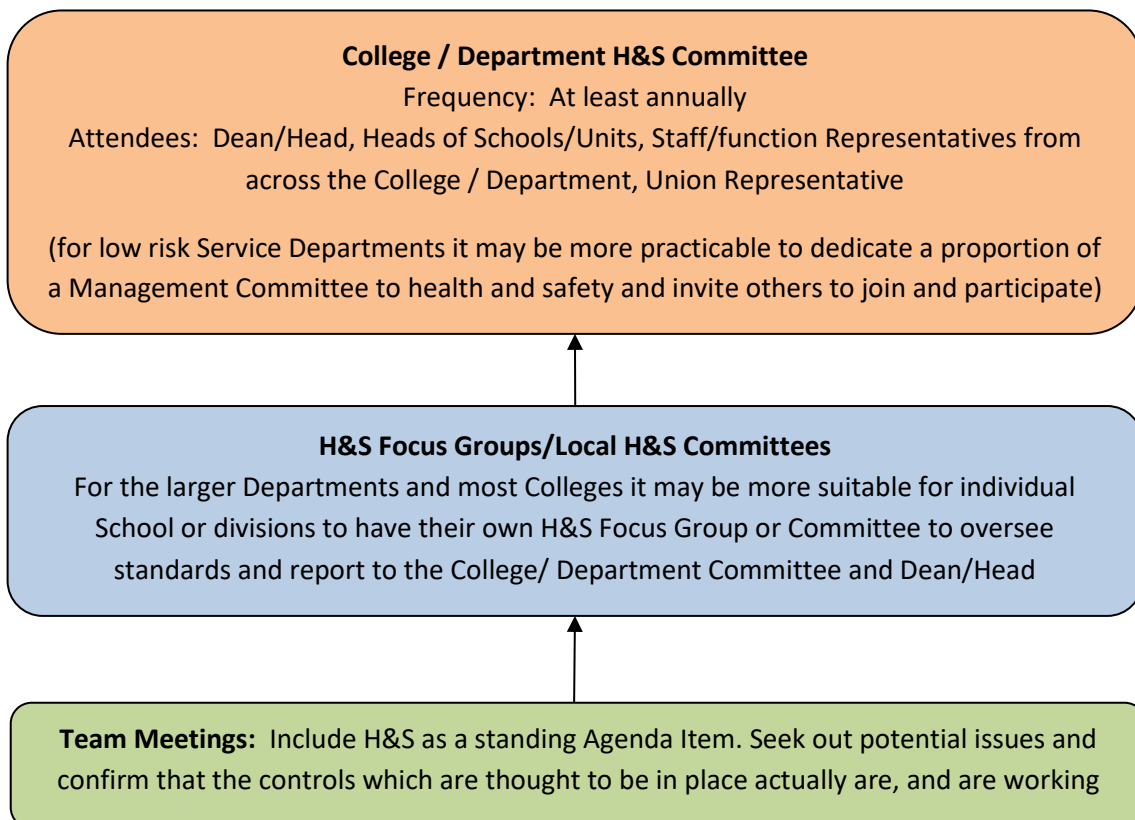 College / Department H&S Committee
Frequency:  At least annually
Attendees:  Dean/Head, Heads of Schools/Units, Staff/function Representatives from
across the College / Department, Union Representative
(for low risk Service Departments it may be more practicable to dedicate a proportion of
a Management Committee to health and safety and invite others to join and participate)
H&S Focus Groups/Local H&S Committees
For the larger Departments and most Colleges it may be more suitable for individual
School or divisions to have their own H&S Focus Group or Committee to oversee
standards and report to the College/ Department Committee and Dean/Head
Team Meetings:  Include H&S as a standing Agenda Item. Seek out potential issues and
confirm that the controls which are thought to be in place actually are, and are working